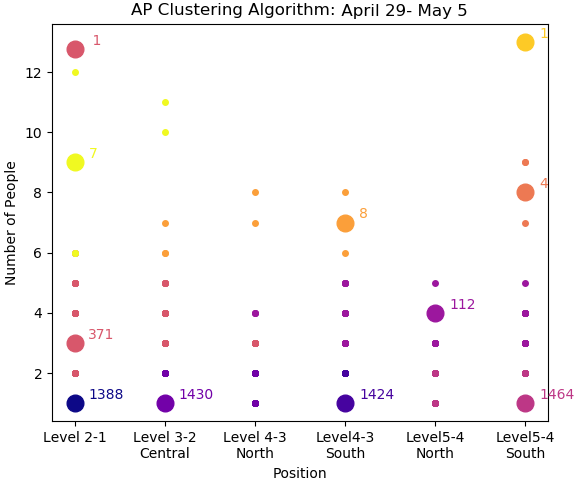 AP Clustering Algorithm: April 29- May 5
Number of People
12
10
8
6
4
2
1
7
371
1388
1430
8
1424
112
1
4
1464
Level 2-1
Level 3-2
Central
Level 4-3
North
Level4-3
South
Level5-4
North
Level5-4
South
Position